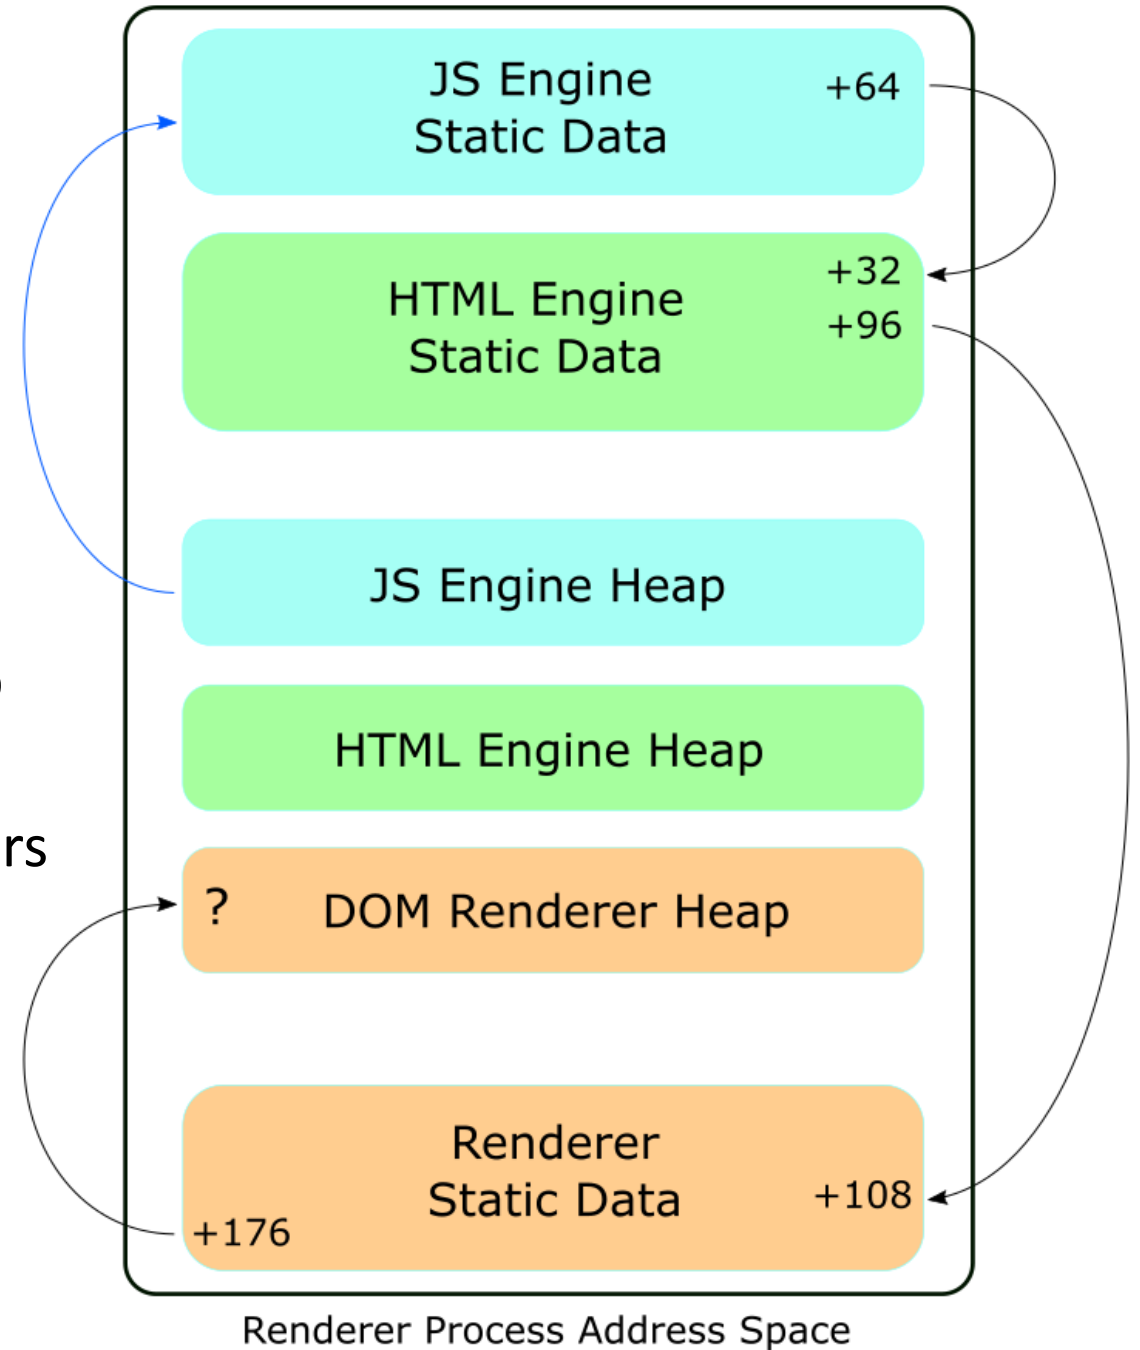 JS Engine
Static Data
+64
HTML Engine
Static Data
+32
+96
JS Engine Heap
HTML Engine Heap
rs
? DOM Renderer Heap
Renderer
Static Data
+108
+176
Renderer Process Address Space